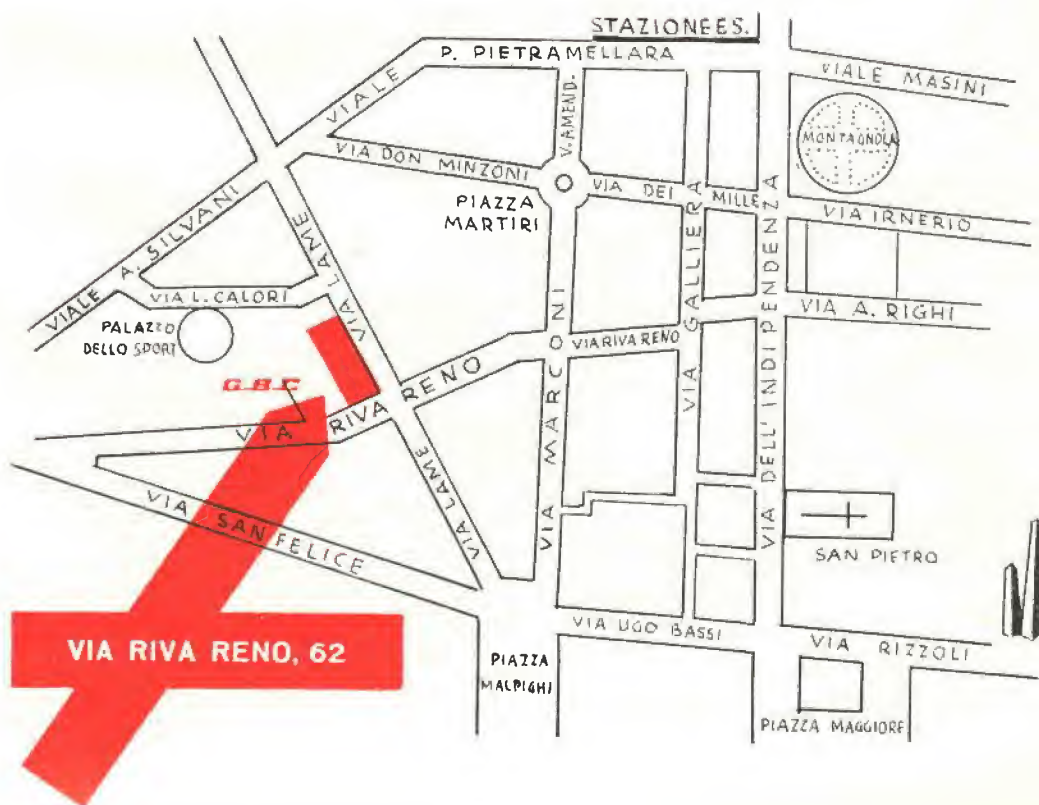 STAZIONE ES.
VIALE P. PIETRAMELLARA
VIALE MASINI
V. AMEND.
MONTAGNOLA
VIA DON MINZONI
VIA DEI MILLE
PIAZZA
MARTIRI
VIA IRNERIO
VIALE A. SILVANI
VIA LAME
VIA L. CALORI
VIA GALLIERA
VIA DELL'INDIPENDENZA
VIA A. RIGHI
PALAZZO
DELLO SPORT
VIA MARCONI
VIA RIVA RENO
G.B.C
VIA RIVA RENO
VIA LAME
VIA SAN FELICE
SAN PIETRO
VIA UGO BASSI
VIA RIZZOLI
VIA RIVA RENO, 62
PIAZZA
MALPIGHI
PIAZZA MAGGIORE